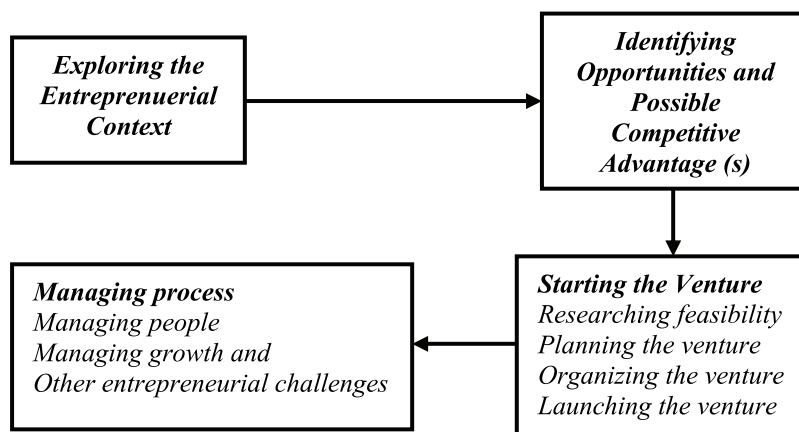 Exploring the
Entreprenuerial
Context
Identifying
Opportunities and
Possible
Competitive
Advantage (s)
Starting the Venture
Researching feasibility
Planning the venture
Organizing the venture
Launching the venture
Managing process
Managing people
Managing growth and
Other entrepreneurial challenges